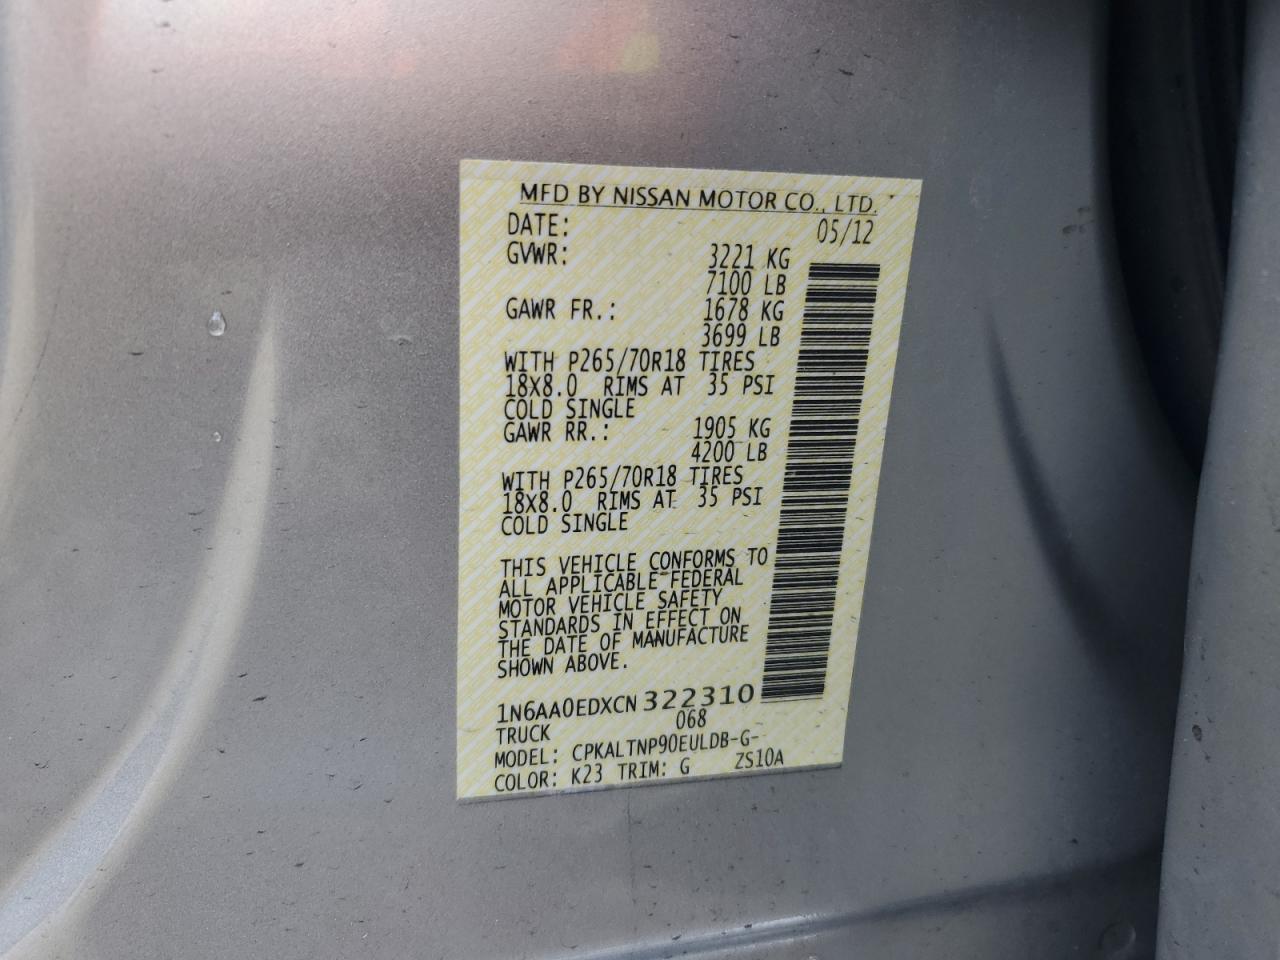 MFD BY NISSAN MOTOR CO., LTD.
DATE: 05/12
GVWR: 3221 KG
7100 LB
GAWR FR.: 1678 KG
3699 LB
WITH P265/70R18 TIRES
18X8.0 RIMS AT 35 PSI
COLD SINGLE
GAWR RR.: 1905 KG
4200 LB
WITH P265/70R18 TIRES
18X8.0 RIMS AT 35 PSI
COLD SINGLE
THIS VEHICLE CONFORMS TO
ALL APPLICABLE FEDERAL
MOTOR VEHICLE SAFETY
STANDARDS IN EFFECT ON
THE DATE OF MANUFACTURE
SHOWN ABOVE.
1N6AA0EDXCN322310
TRUCK 068
MODEL: CPKALTNP90EULDB-G-
COLOR: K23 TRIM: G ZS10A